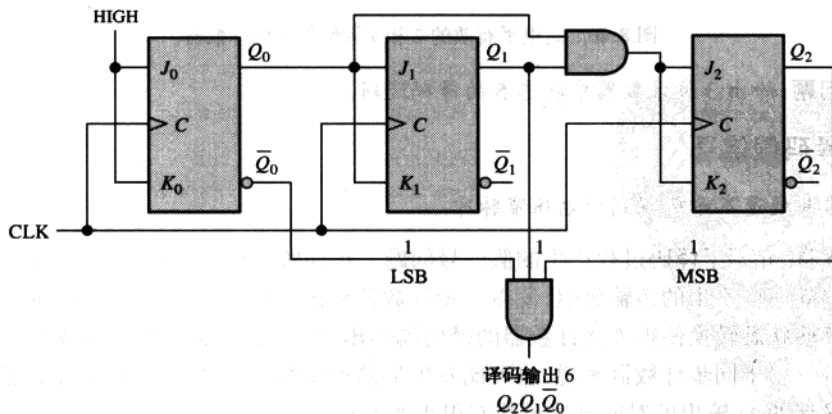 HIGH
J₀ Q₀ J₁ Q₁ J₂ Q₂
C C C
K₀ Q̅₀ K₁ Q̅₁ K₂ Q̅₂
CLK
1 1 1
LSB MSB
译码输出 6
Q₂Q₁Q̅₀